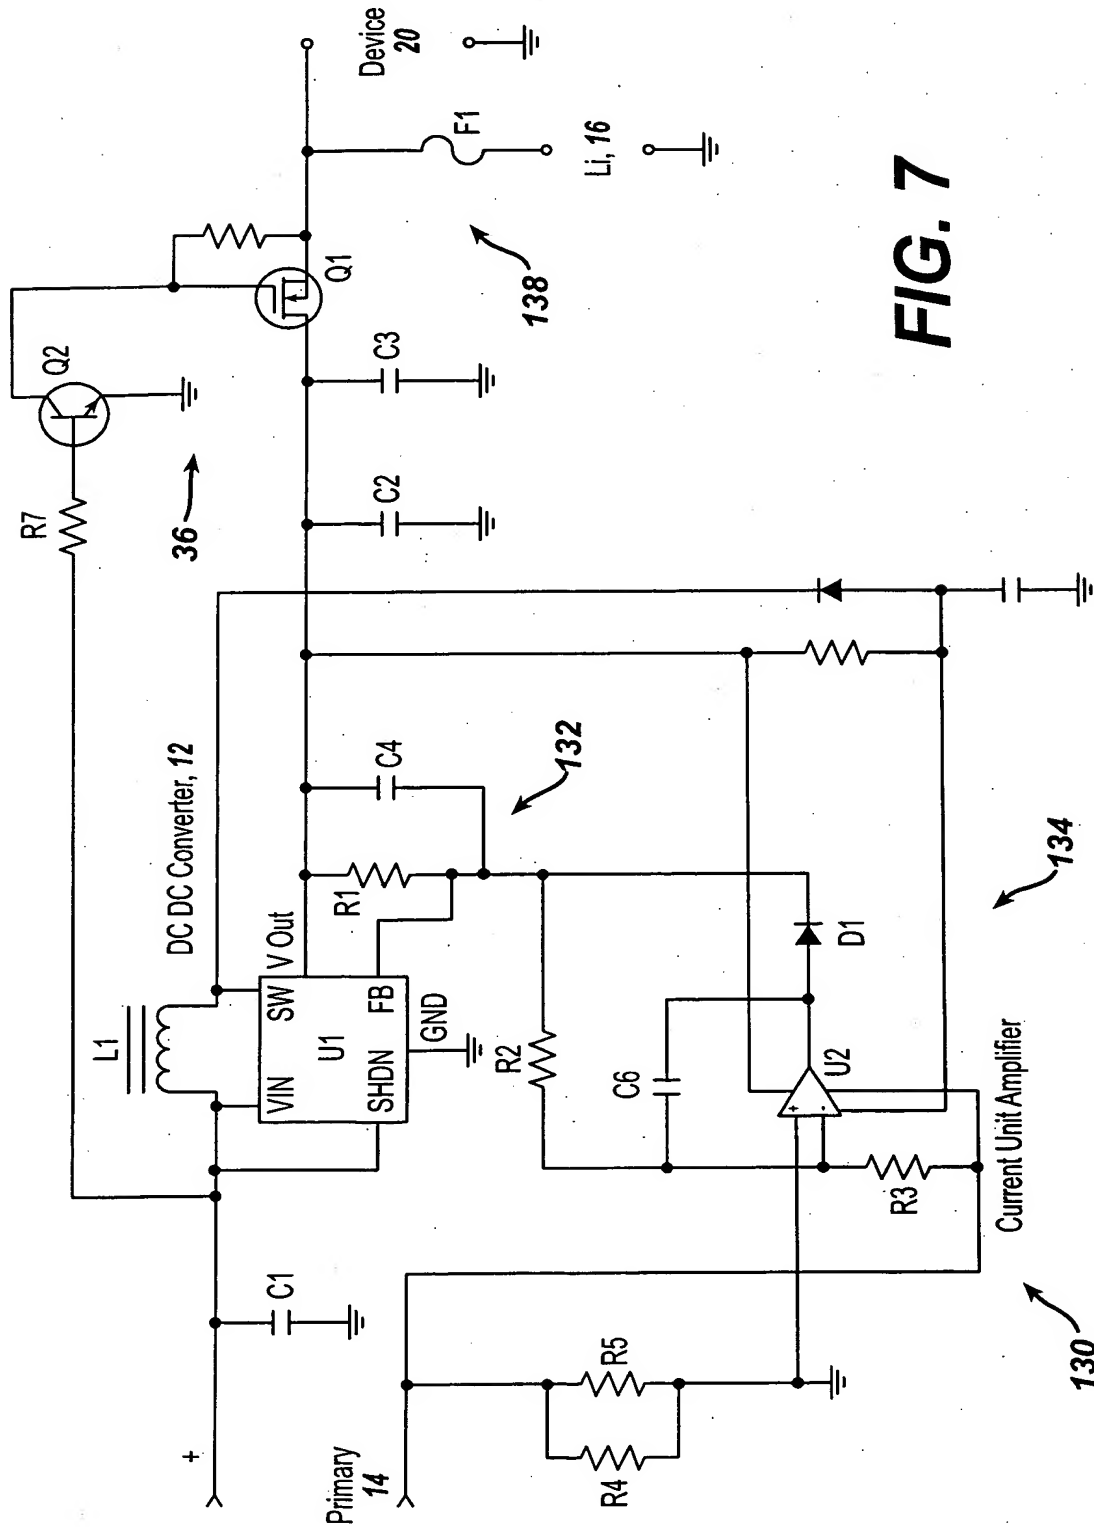 +
Primary
14
C1
R4
R5
L1
DC DC Converter, 12
VIN
SW
U1
SHDN
FB
V Out
GND
R1
C4
132
R2
C6
+
-
U2
D1
R3
Current Unit Amplifier
130
134
R7
Q2
36
C2
C3
Q1
138
F1
Li, 16
Device
20
FIG. 7